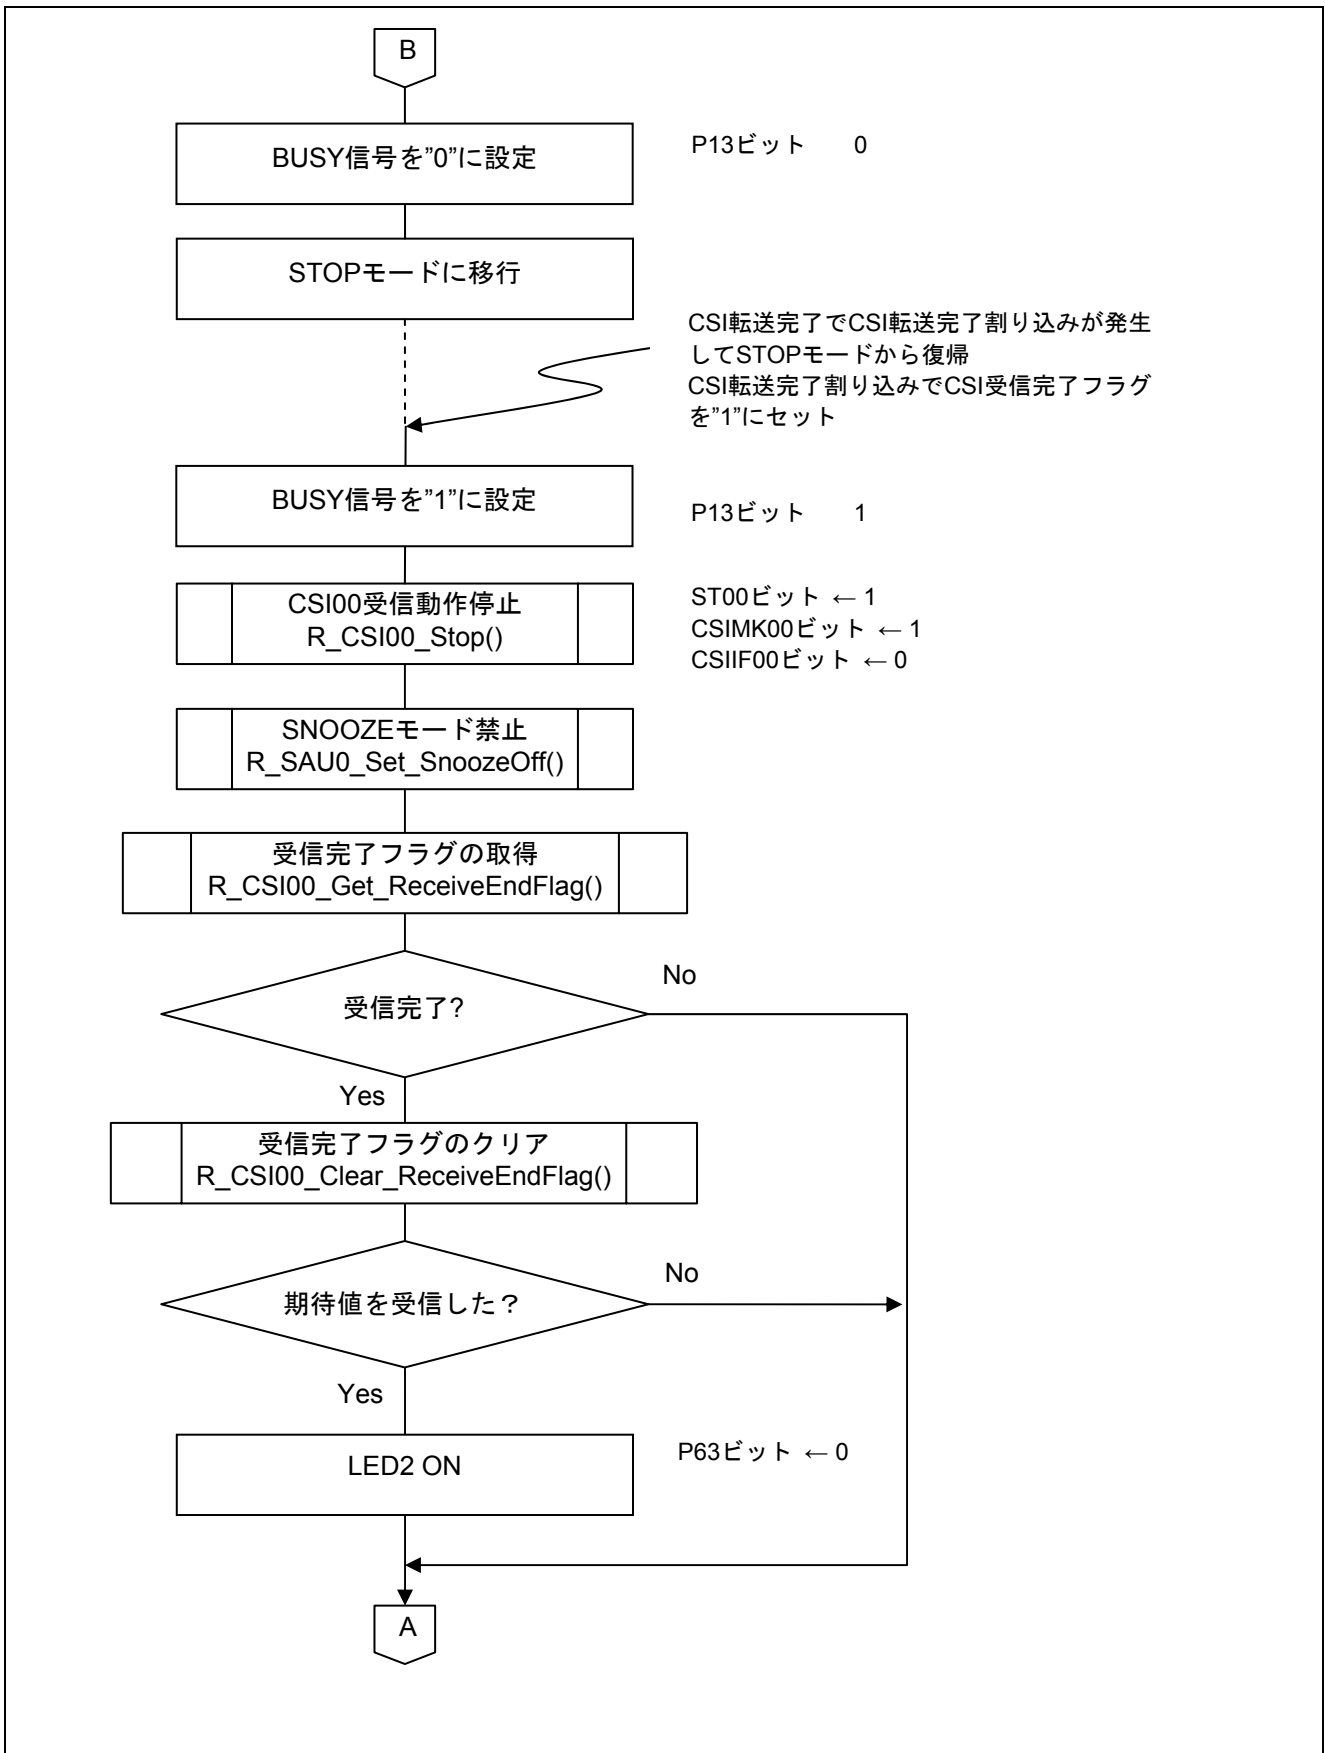 B
BUSY信号を”0”に設定
P13ビット 0
STOPモードに移行
CSI転送完了でCSI転送完了割り込みが発生
してSTOPモードから復帰
CSI転送完了割り込みでCSI受信完了フラグ
を”1”にセット
BUSY信号を”1”に設定
P13ビット 1
CSI00受信動作停止
R_CSI00_Stop()
ST00ビット ← 1
CSIMK00ビット ← 1
CSIIF00ビット ← 0
SNOOZEモード禁止
R_SAU0_Set_SnoozeOff()
受信完了フラグの取得
R_CSI00_Get_ReceiveEndFlag()
受信完了?
No
Yes
受信完了フラグのクリア
R_CSI00_Clear_ReceiveEndFlag()
期待値を受信した？
No
Yes
LED2 ON
P63ビット ← 0
A